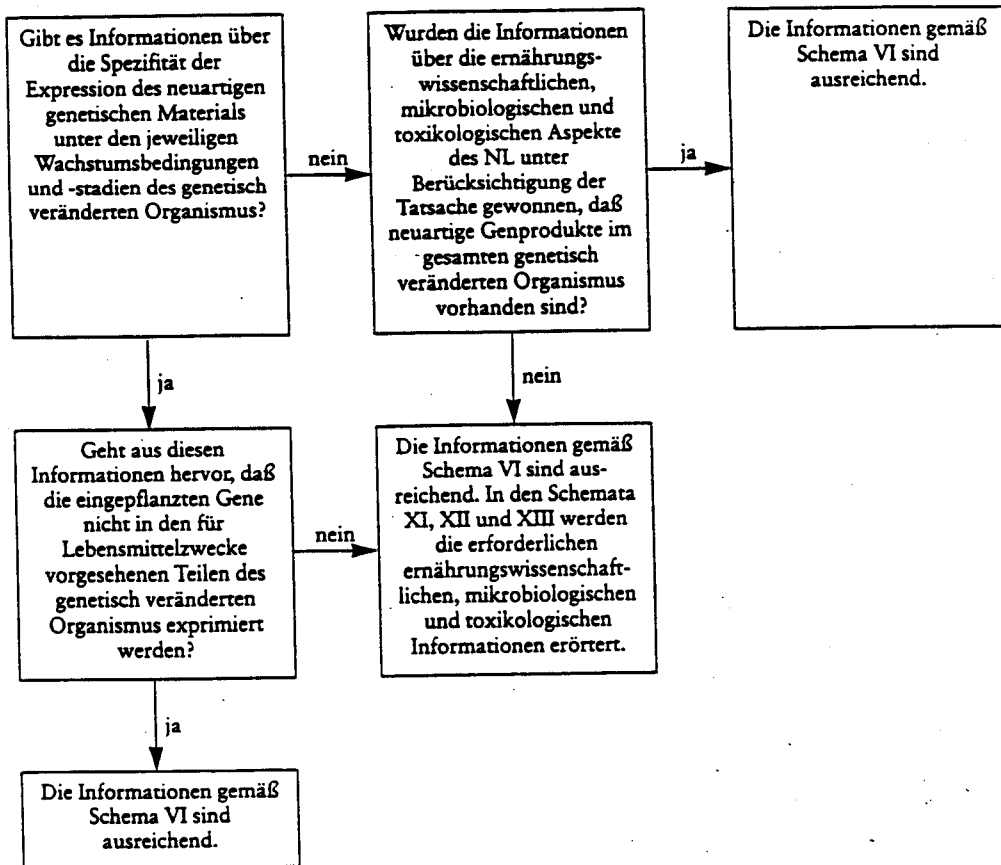 Gibt es Informationen über
die Spezifität der
Expression des neuartigen
genetischen Materials
unter den jeweiligen
Wachstumsbedingungen
und -stadien des genetisch
veränderten Organismus?
nein
Wurden die Informationen
über die ernährungs-
wissenschaftlichen,
mikrobiologischen und
toxikologischen Aspekte
des NL unter
Berücksichtigung der
Tatsache gewonnen, daß
neuartige Genprodukte im
gesamten genetisch
veränderten Organismus
vorhanden sind?
ja
Die Informationen gemäß
Schema VI sind
ausreichend.
ja
nein
Geht aus diesen
Informationen hervor, daß
die eingepflanzten Gene
nicht in den für
Lebensmittelzwecke
vorgesehenen Teilen des
genetisch veränderten
Organismus exprimiert
werden?
nein
Die Informationen gemäß
Schema VI sind aus-
reichend. In den Schemata
XI, XII und XIII werden
die erforderlichen
ernährungswissenschaft-
lichen, mikrobiologischen
und toxikologischen
Informationen erörtert.
ja
Die Informationen gemäß
Schema VI sind
ausreichend.